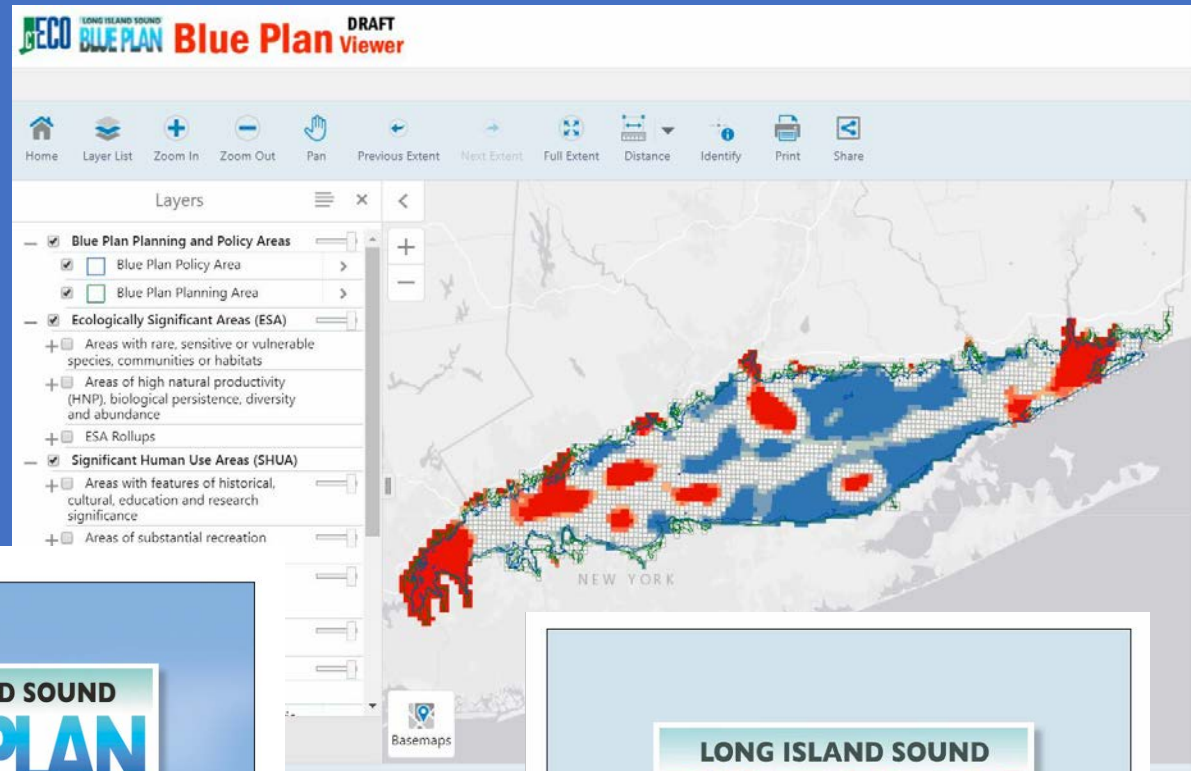 CTECO
LONG ISLAND SOUND
BLUE PLAN
Blue Plan DRAFT
Viewer
Home
Layer List
Zoom In
Zoom Out
Pan
Previous Extent
Next Extent
Full Extent
Distance
Identify
Print
Share
Layers
Blue Plan Planning and Policy Areas
Blue Plan Policy Area
Blue Plan Planning Area
Ecologically Significant Areas (ESA)
Areas with rare, sensitive or vulnerable
species, communities or habitats
Areas of high natural productivity
(HNP), biological persistence, diversity
and abundance
ESA Rollups
Significant Human Use Areas (SHUA)
Areas with features of historical,
cultural, education and research
significance
Areas of substantial recreation
NEW YORK
Basemaps
D SOUND
PLAN
LONG ISLAND SOUND